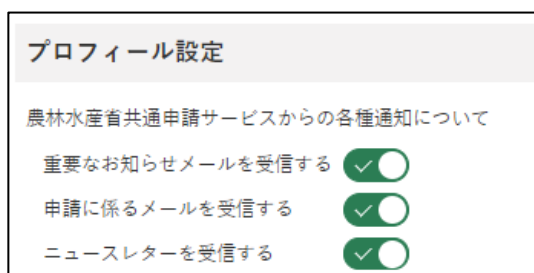 プロフィール設定
農林水産省共通申請サービスからの各種通知について
重要なお知らせメールを受信する
申請に係るメールを受信する
ニュースレターを受信する